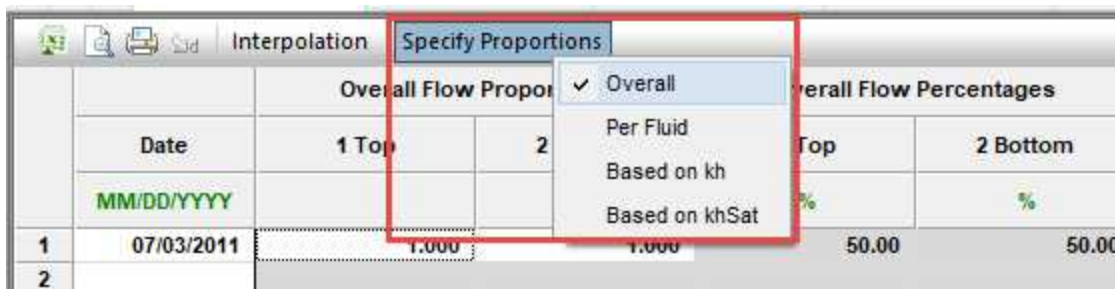 Interpolation Specify Proportions
Overall Flow Propor verall Flow Percentages
Overall
Date 1 Top 2 Top 2 Bottom
Per Fluid
Based on kh
MM/DD/YYYY % %
Based on khSat
1 07/03/2011 1.000 1.000 50.00 50.00
2